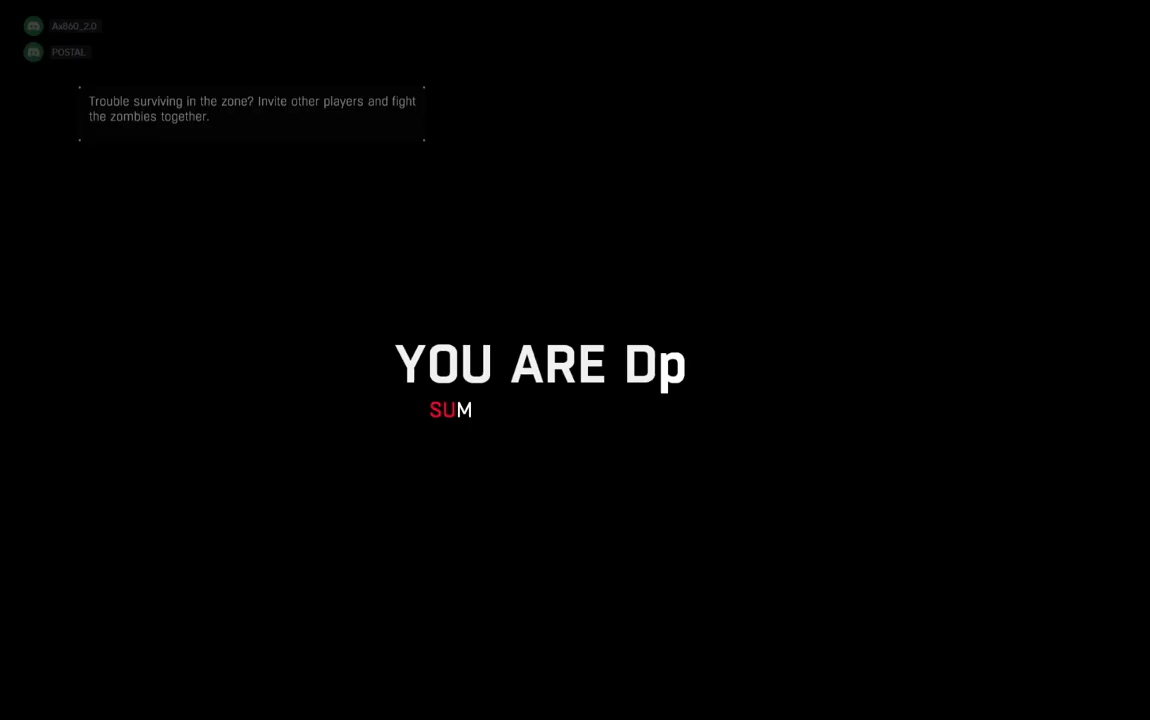 Ax860_2.0
POSTAL
Trouble surviving in the zone? Invite other players and fight
the zombies together.
YOU ARE Dp
SUM